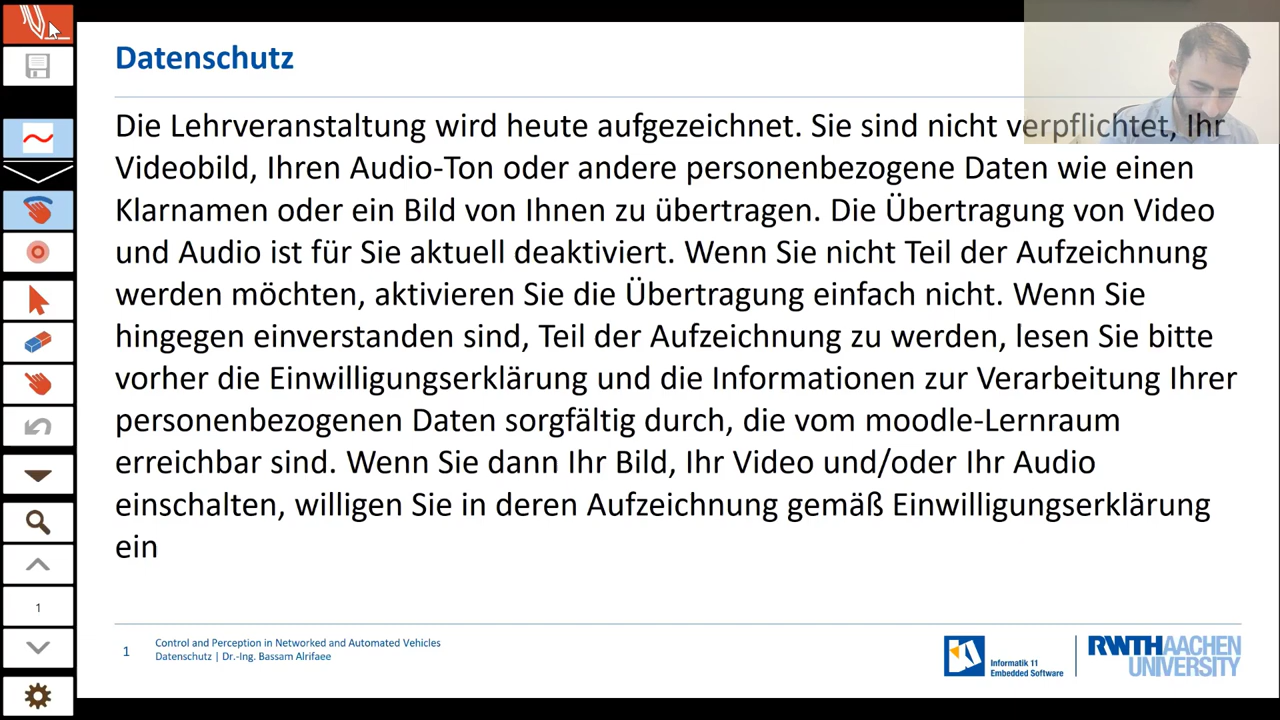 Datenschutz
Die Lehrveranstaltung wird heute aufgezeichnet. Sie sind nicht verpflichtet, Ihr
Videobild, Ihren Audio-Ton oder andere personenbezogene Daten wie einen
Klarnamen oder ein Bild von Ihnen zu übertragen. Die Übertragung von Video
und Audio ist für Sie aktuell deaktiviert. Wenn Sie nicht Teil der Aufzeichnung
werden möchten, aktivieren Sie die Übertragung einfach nicht. Wenn Sie
hingegen einverstanden sind, Teil der Aufzeichnung zu werden, lesen Sie bitte
vorher die Einwilligungserklärung und die Informationen zur Verarbeitung Ihrer
personenbezogenen Daten sorgfältig durch, die vom moodle-Lernraum
erreichbar sind. Wenn Sie dann Ihr Bild, Ihr Video und/oder Ihr Audio
einschalten, willigen Sie in deren Aufzeichnung gemäß Einwilligungserklärung
ein
1
1
Control and Perception in Networked and Automated Vehicles
Datenschutz | Dr.-Ing. Bassam Alrifaee
Informatik 11
Embedded Software
RWTHAACHEN
UNIVERSITY